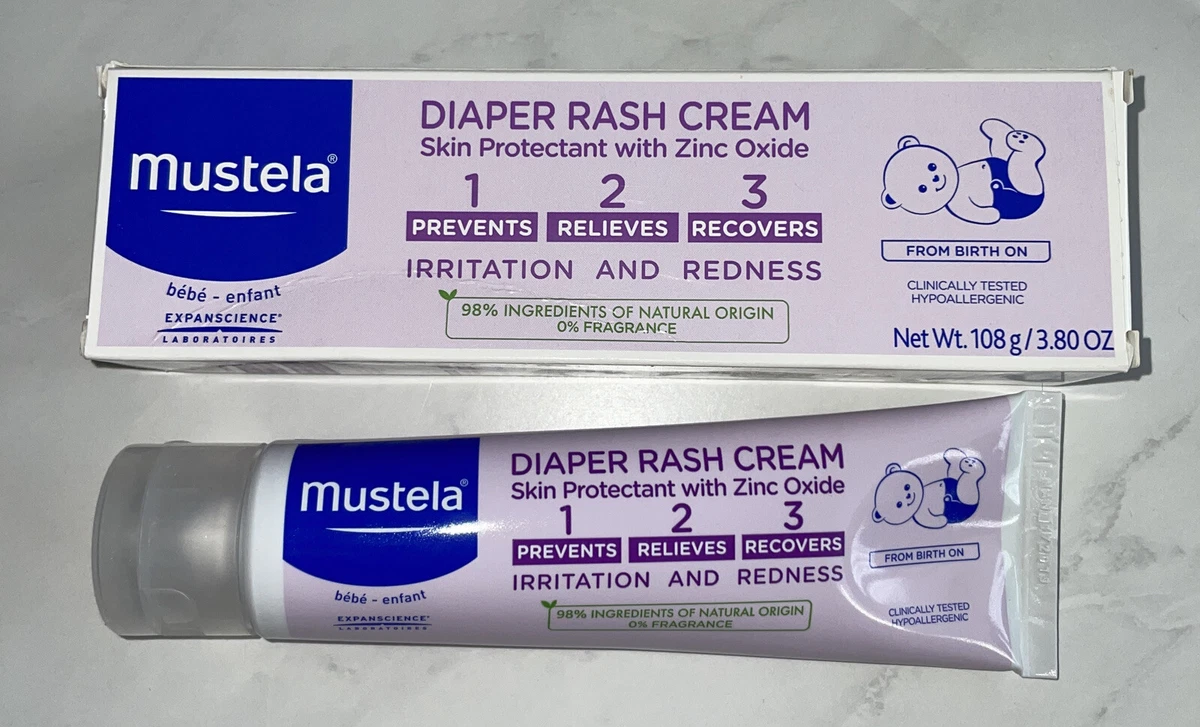 mustela®
bébé - enfant
EXPANSCIENCE®
LABORATOIRES
DIAPER RASH CREAM
Skin Protectant with Zinc Oxide
1 2 3
PREVENTS RELIEVES RECOVERS
IRRITATION AND REDNESS
98% INGREDIENTS OF NATURAL ORIGIN
0% FRAGRANCE
FROM BIRTH ON
CLINICALLY TESTED
HYPOALLERGENIC
Net Wt. 108 g / 3.80 OZ
mustela®
bébé - enfant
EXPANSCIENCE®
LABORATOIRES
DIAPER RASH CREAM
Skin Protectant with Zinc Oxide
1 2 3
PREVENTS RELIEVES RECOVERS
IRRITATION AND REDNESS
98% INGREDIENTS OF NATURAL ORIGIN
0% FRAGRANCE
FROM BIRTH ON
CLINICALLY TESTED
HYPOALLERGENIC